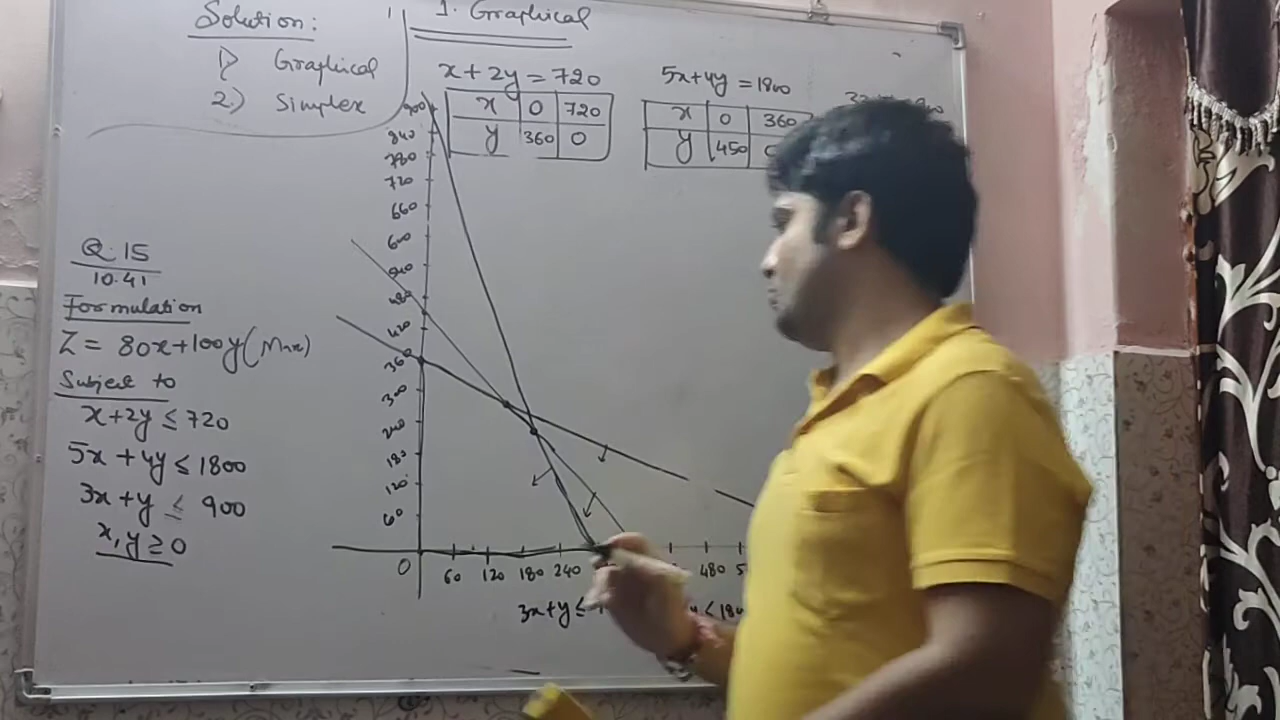 Solution:
1) Graphical
2.) Simplex
1. Graphical
x + 2y = 720
x 0 720
y 360 0
5x+4y = 1800
x 0 360
y 450
Q. 15
10.41
Formulation
Z = 80x+100y (Max)
Subject to
x+2y ≤ 720
5x + 4y ≤ 1800
3x + y ≤ 900
x, y ≥ 0
900
840
780
720
660
600
540
480
420
360
300
240
180
120
60
0 60 120 180 240 480
3x+y ≤